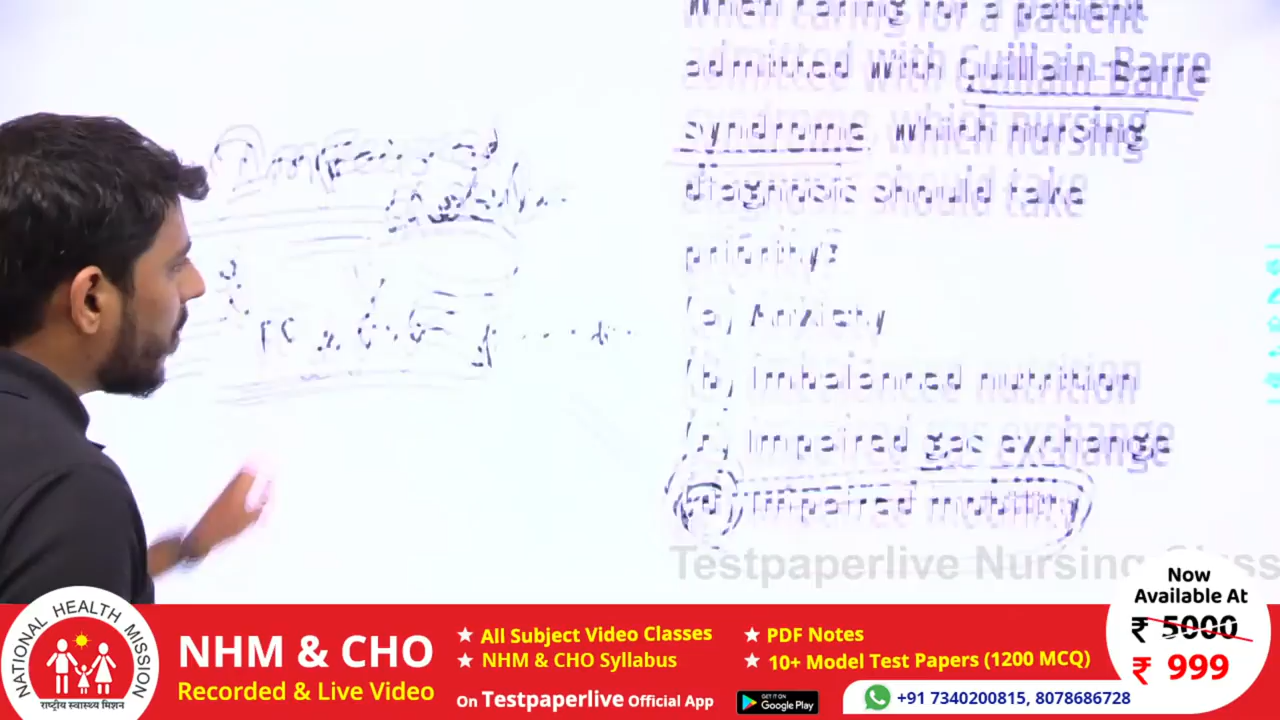 When caring for a patient
admitted with Guillain-Barre
syndrome, which nursing
diagnosis should take
priority?
(a) Anxiety
(b) Imbalanced nutrition
(c) Impaired gas exchange
(d) Impaired mobility
Impaired
Testpaperlive Nursing Class
NATIONAL HEALTH MISSION
राष्ट्रीय स्वास्थ्य मिशन
NHM & CHO
Recorded & Live Video
★ All Subject Video Classes
★ NHM & CHO Syllabus
★ PDF Notes
★ 10+ Model Test Papers (1200 MCQ)
On Testpaperlive Official App
GET IT ON
Google Play
+91 7340200815, 8078686728
Now
Available At
₹ 5000
₹ 999